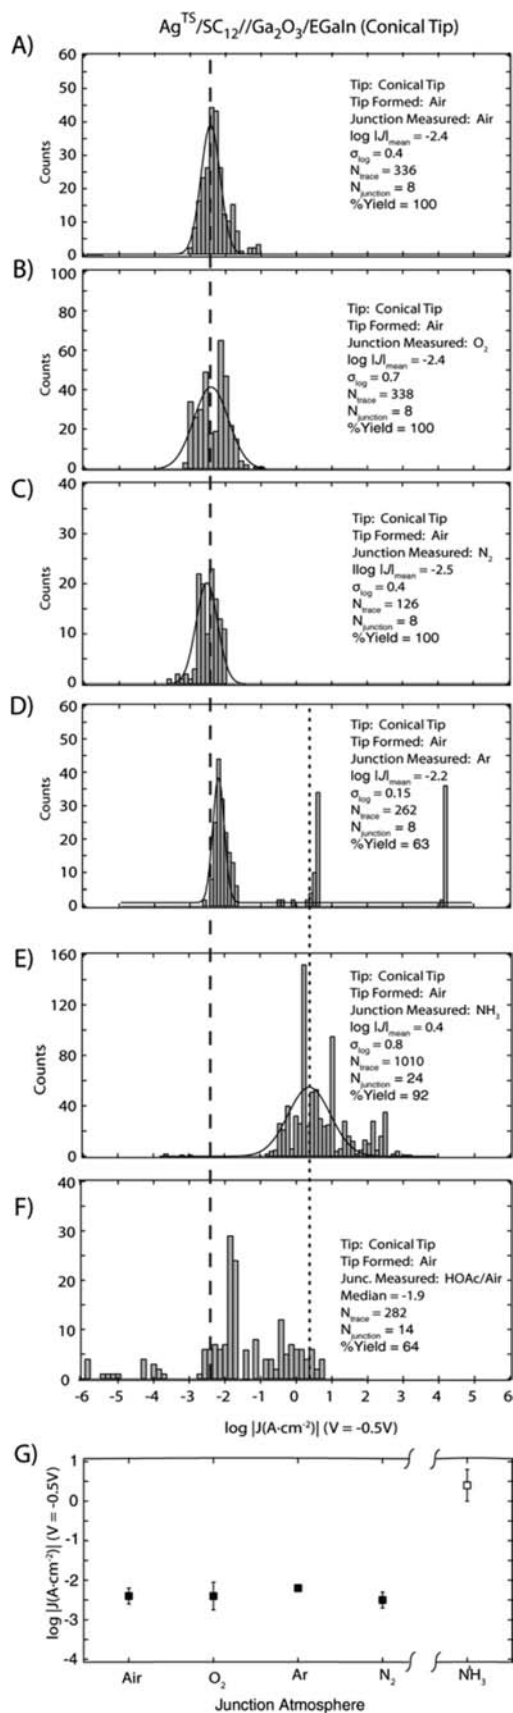 Ag^TS/SC₁₂//Ga₂O₃/EGaIn (Conical Tip)
A)
60
50
40
30
20
10
0
Counts
Tip: Conical Tip
Tip Formed: Air
Junction Measured: Air
log |J|mean = -2.4
σlog = 0.4
Ntrace = 336
Njunction = 8
%Yield = 100
B)
100
80
60
40
20
0
Counts
Tip: Conical Tip
Tip Formed: Air
Junction Measured: O₂
log |J|mean = -2.4
σlog = 0.7
Ntrace = 338
Njunction = 8
%Yield = 100
C)
40
30
20
10
0
Counts
Tip: Conical Tip
Tip Formed: Air
Junction Measured: N₂
llog |J|mean = -2.5
σlog = 0.4
Ntrace = 126
Njunction = 8
%Yield = 100
D)
60
50
40
30
20
10
0
Counts
Tip: Conical Tip
Tip Formed: Air
Junction Measured: Ar
log |J|mean = -2.2
σlog = 0.15
Ntrace = 262
Njunction = 8
%Yield = 63
E)
160
120
80
40
0
Counts
Tip: Conical Tip
Tip Formed: Air
Junction Measured: NH₃
log |J|mean = 0.4
σlog = 0.8
Ntrace = 1010
Njunction = 24
%Yield = 92
F)
40
30
20
10
0
Counts
Tip: Conical Tip
Tip Formed: Air
Junc. Measured: HOAc/Air
Median = -1.9
Ntrace = 282
Njunction = 14
%Yield = 64
-6 -5 -4 -3 -2 -1 0 1 2 3 4 5 6
log |J(A·cm⁻²)| (V = -0.5V)
G)
1
0
-1
-2
-3
-4
log |J(A·cm⁻²)| (V = -0.5V)
Air O₂ Ar N₂ NH₃
Junction Atmosphere